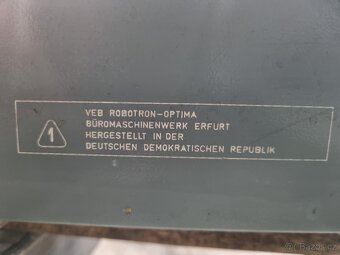 VEB ROBOTRON-OPTIMA
BÜROMASCHINENWERK ERFURT
HERGESTELLT IN DER
DEUTSCHEN DEMOKRATISCHEN REPUBLIK
1